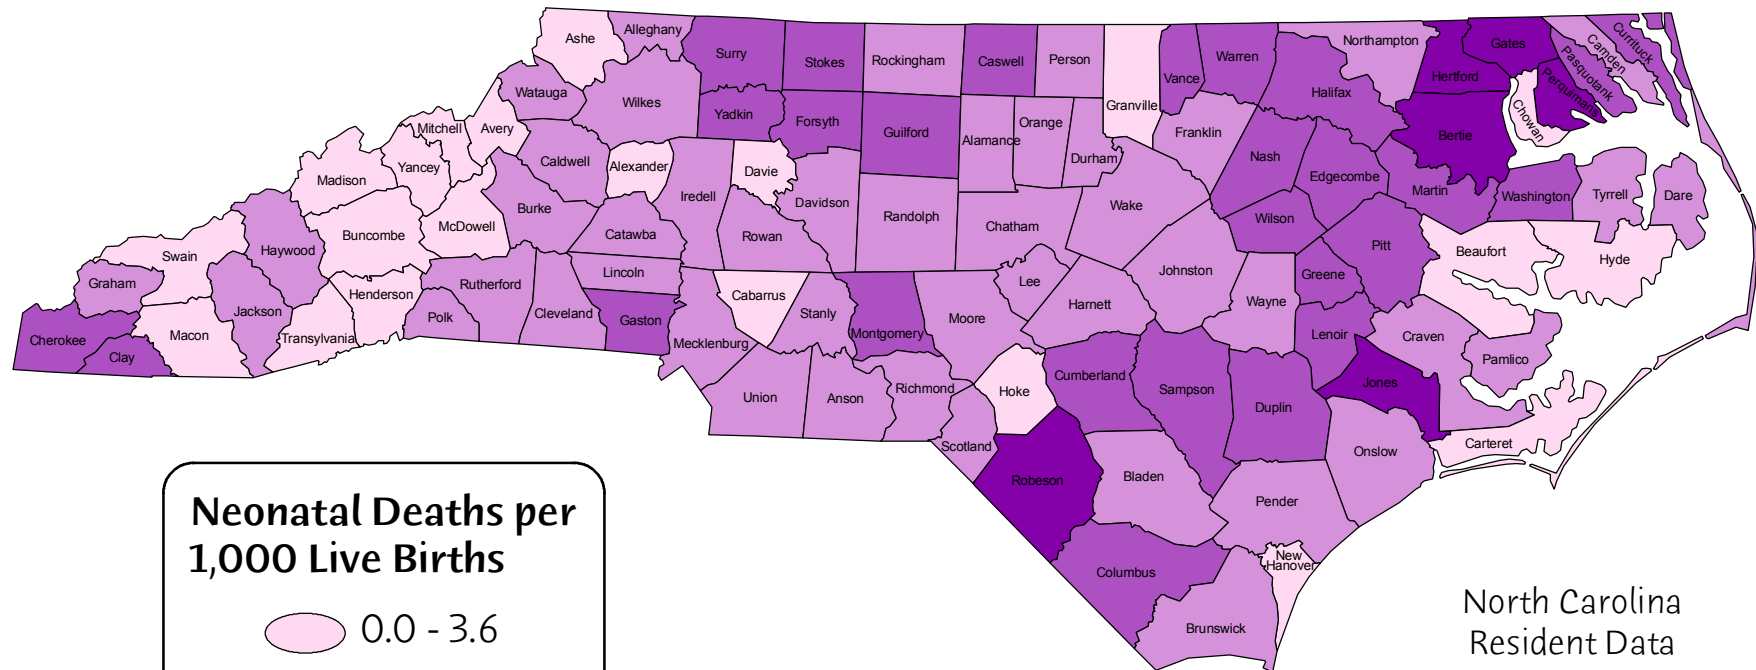 Ashe
Alleghany
Surry
Stokes
Rockingham
Caswell
Person
Granville
Vance
Warren
Northampton
Halifax
Hertford
Gates
Camden
Currituck
Pasquotank
Perquimans
Chowan
Bertie
Watauga
Wilkes
Yadkin
Forsyth
Guilford
Alamance
Orange
Durham
Franklin
Nash
Edgecombe
Martin
Washington
Tyrrell
Dare
Mitchell
Avery
Caldwell
Alexander
Davie
Iredell
Davidson
Randolph
Chatham
Wake
Wilson
Pitt
Beaufort
Hyde
Madison
Yancey
McDowell
Burke
Catawba
Rowan
Buncombe
Haywood
Swain
Graham
Henderson
Rutherford
Lincoln
Cabarrus
Stanly
Montgomery
Moore
Lee
Harnett
Johnston
Wayne
Greene
Lenoir
Craven
Pamlico
Jackson
Macon
Transylvania
Polk
Cleveland
Gaston
Mecklenburg
Cherokee
Clay
Union
Anson
Richmond
Hoke
Cumberland
Sampson
Duplin
Jones
Scotland
Robeson
Bladen
Onslow
Carteret
Pender
Columbus
New
Hanover
Brunswick
Neonatal Deaths per
1,000 Live Births
0.0 - 3.6
North Carolina
Resident Data